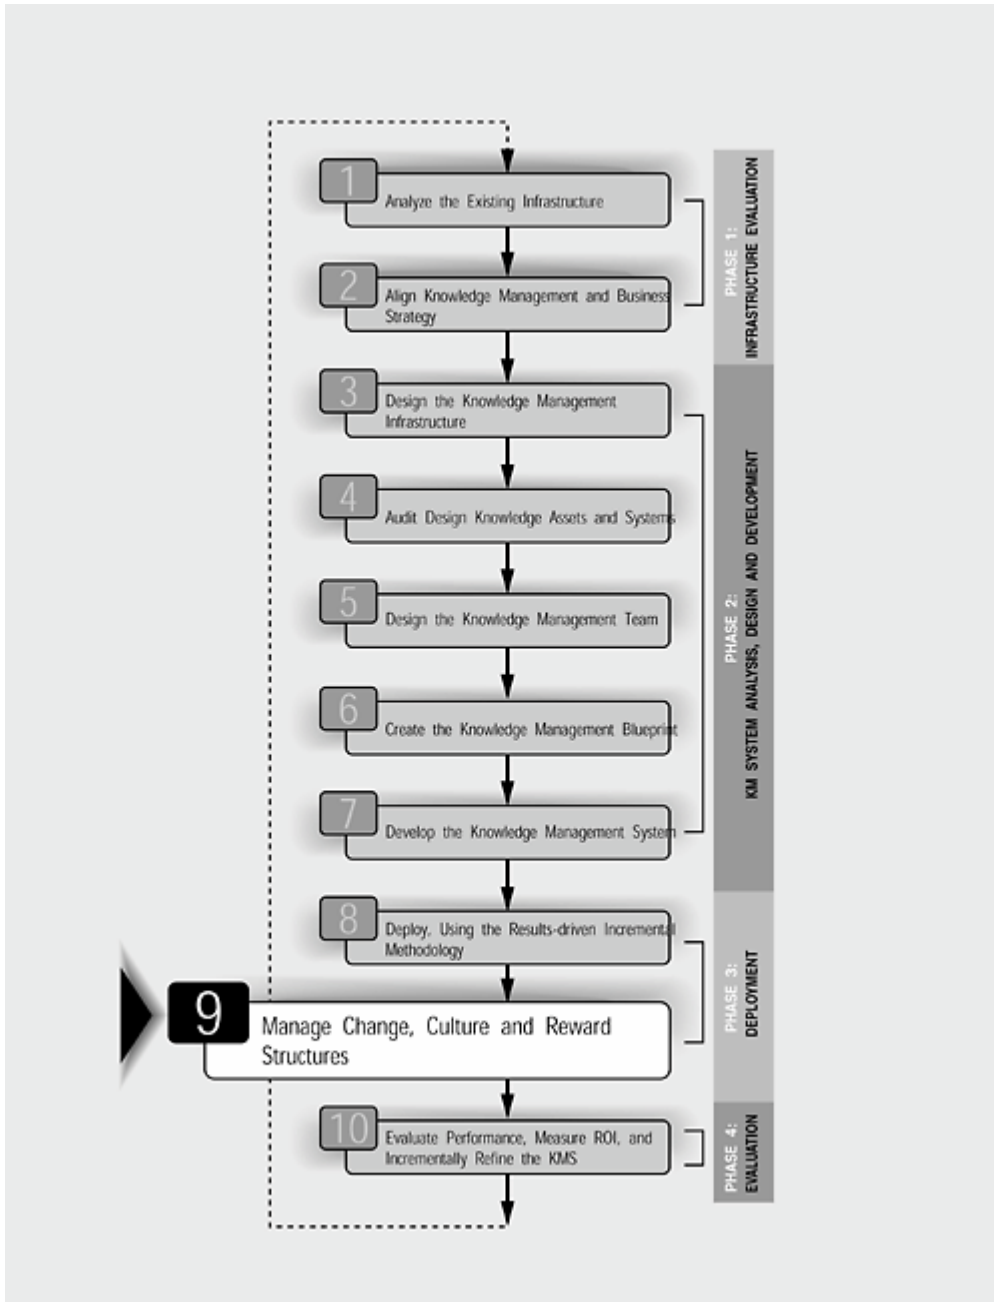 1
Analyze the Existing Infrastructure
2
Align Knowledge Management and Business
Strategy
3
Design the Knowledge Management
Infrastructure
4
Audit Design Knowledge Assets and Systems
5
Design the Knowledge Management Team
6
Create the Knowledge Management Blueprint
7
Develop the Knowledge Management System
8
Deploy, Using the Results-driven Incremental
Methodology
9
Manage Change, Culture and Reward
Structures
10
Evaluate Performance, Measure ROI, and
Incrementally Refine the KMS
PHASE 1:
INFRASTRUCTURE EVALUATION
PHASE 2:
KM SYSTEM ANALYSIS, DESIGN AND DEVELOPMENT
PHASE 3:
DEPLOYMENT
PHASE 4:
EVALUATION